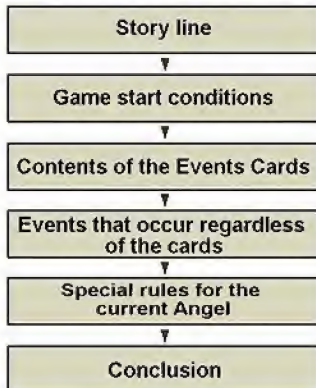 Story line
Game start conditions
Contents of the Events Cards
Events that occur regardless
of the cards
Special rules for the
current Angel
Conclusion